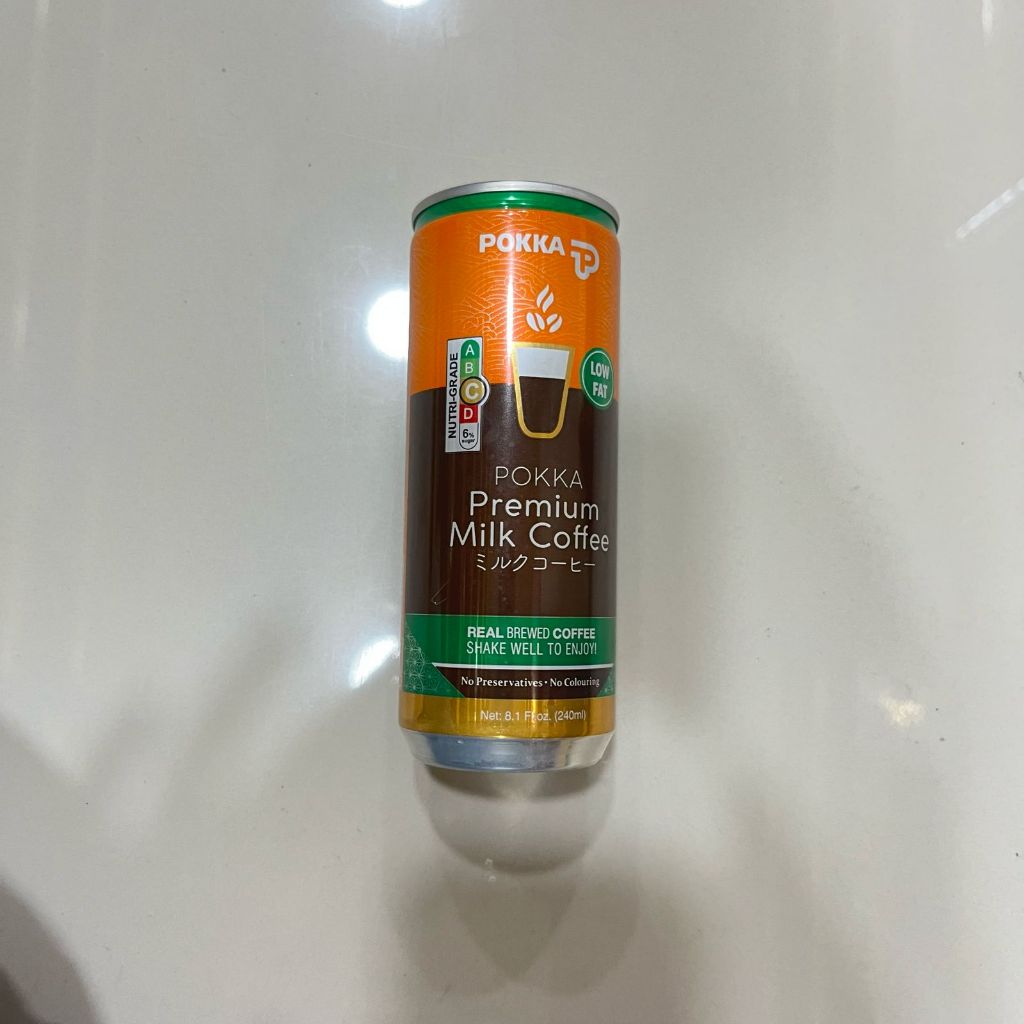 POKKA
NUTRI-GRADE
A
B
C
D
6%
sugar
LOW
FAT
POKKA
Premium
Milk Coffee
ミルクコーヒー
REAL BREWED COFFEE
SHAKE WELL TO ENJOY!
No Preservatives • No Colouring
Net: 8.1 Fl oz. (240ml)